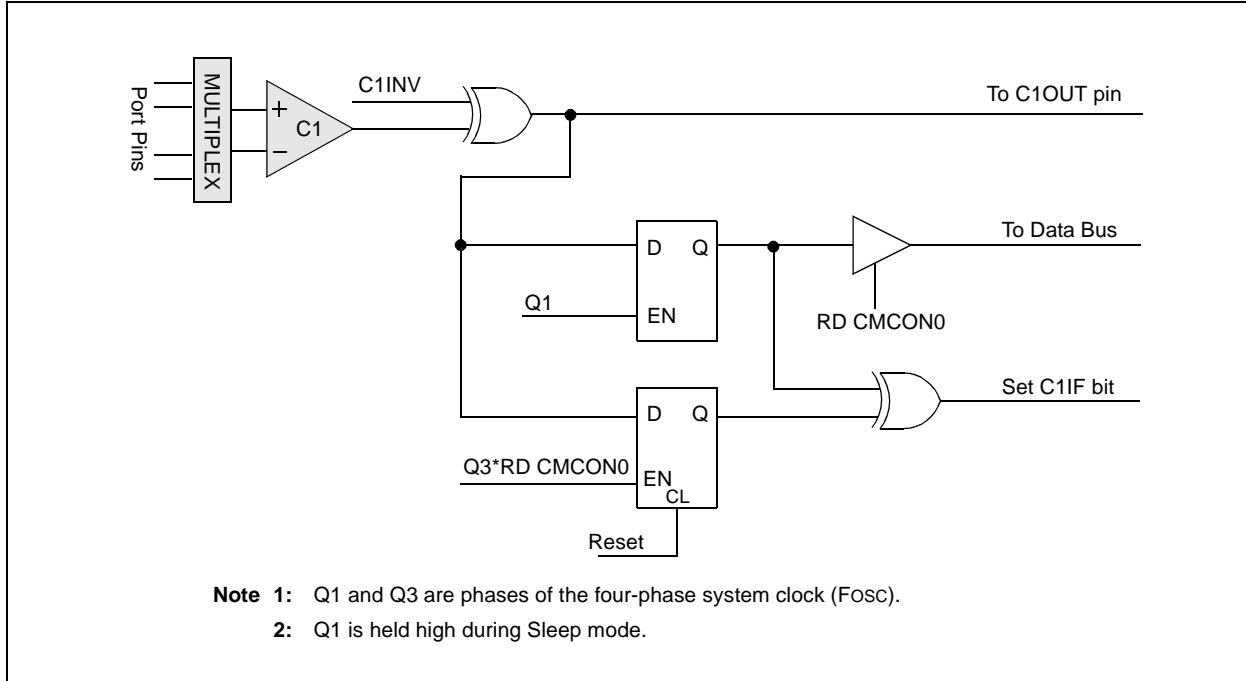 Port Pins
MULTIPLEX
+
–
C1
C1INV
To C1OUT pin
D Q
EN
Q1
To Data Bus
RD CMCON0
D Q
EN
CL
Q3*RD CMCON0
Set C1IF bit
Reset
Note 1: Q1 and Q3 are phases of the four-phase system clock (FOSC).
2: Q1 is held high during Sleep mode.